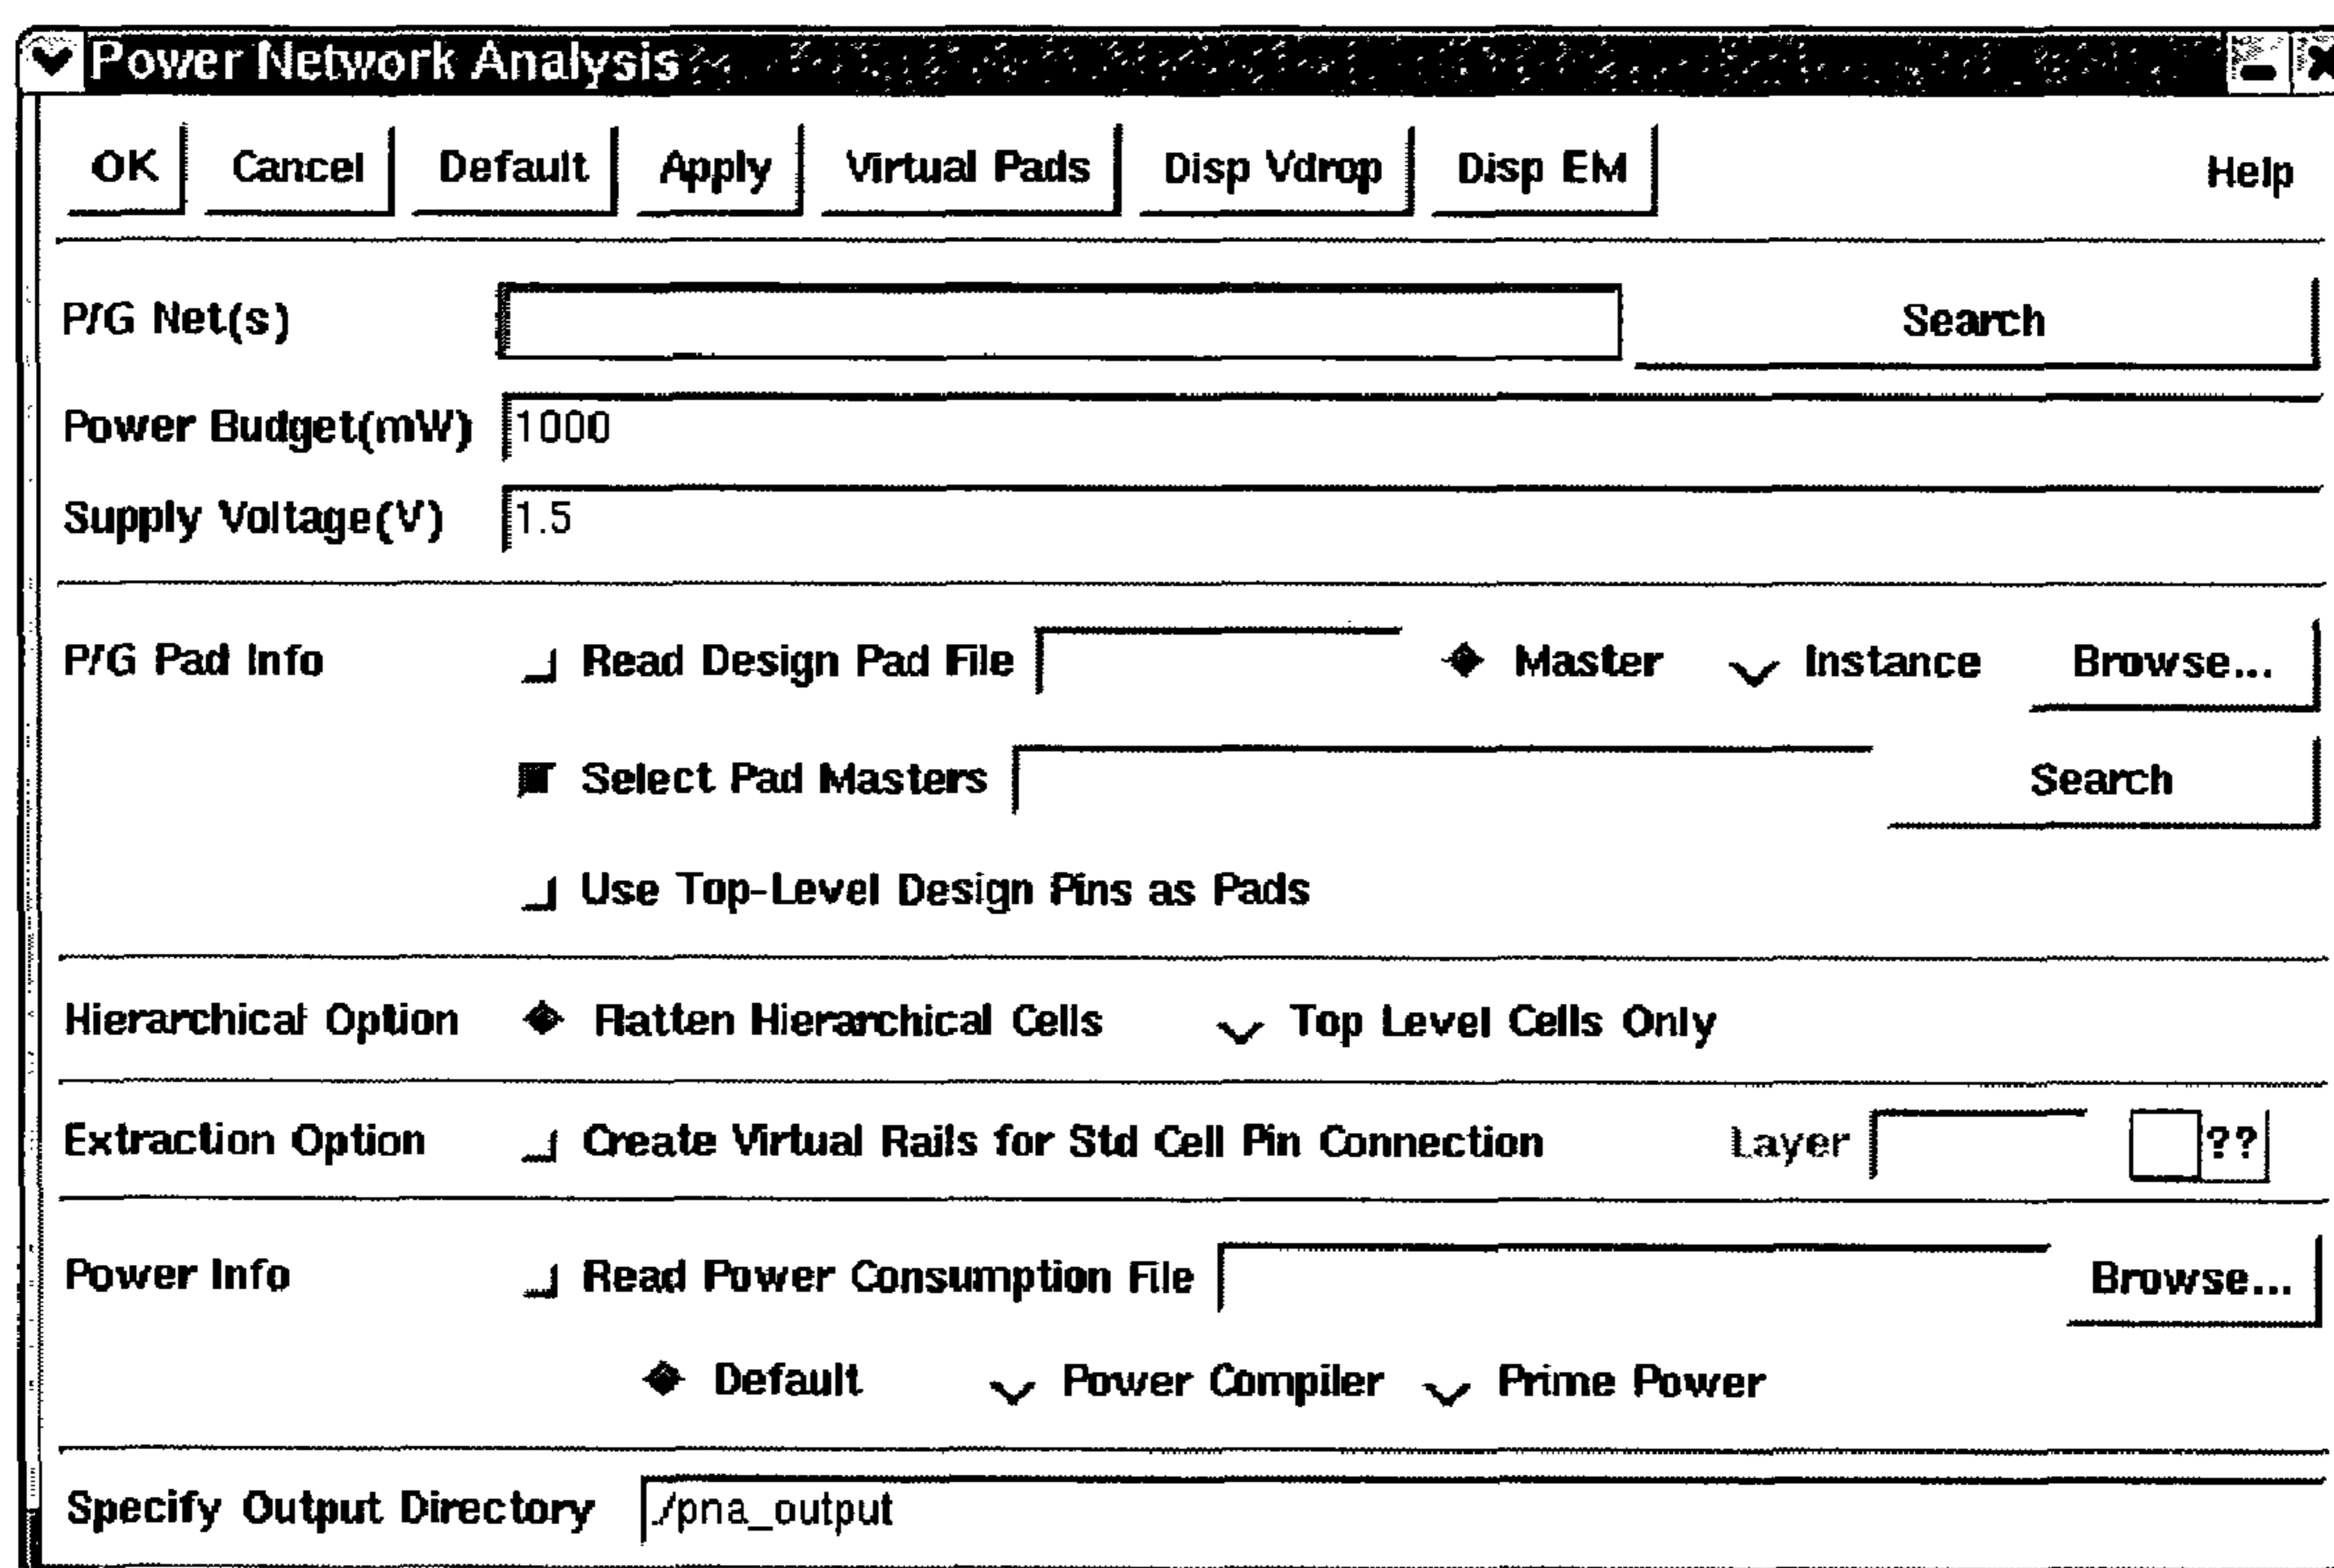 Power Network Analysis
OK Cancel Default Apply Virtual Pads Disp Vdrop Disp EM Help
P/G Net(s) Search
Power Budget(mW) 1000
Supply Voltage(V) 1.5
P/G Pad Info Read Design Pad File Master Instance Browse...
Select Pad Masters Search
Use Top-Level Design Pins as Pads
Hierarchical Option Flatten Hierarchical Cells Top Level Cells Only
Extraction Option Create Virtual Rails for Std Cell Pin Connection Layer ??
Power Info Read Power Consumption File Browse...
Default Power Compiler Prime Power
Specify Output Directory ./pna_output